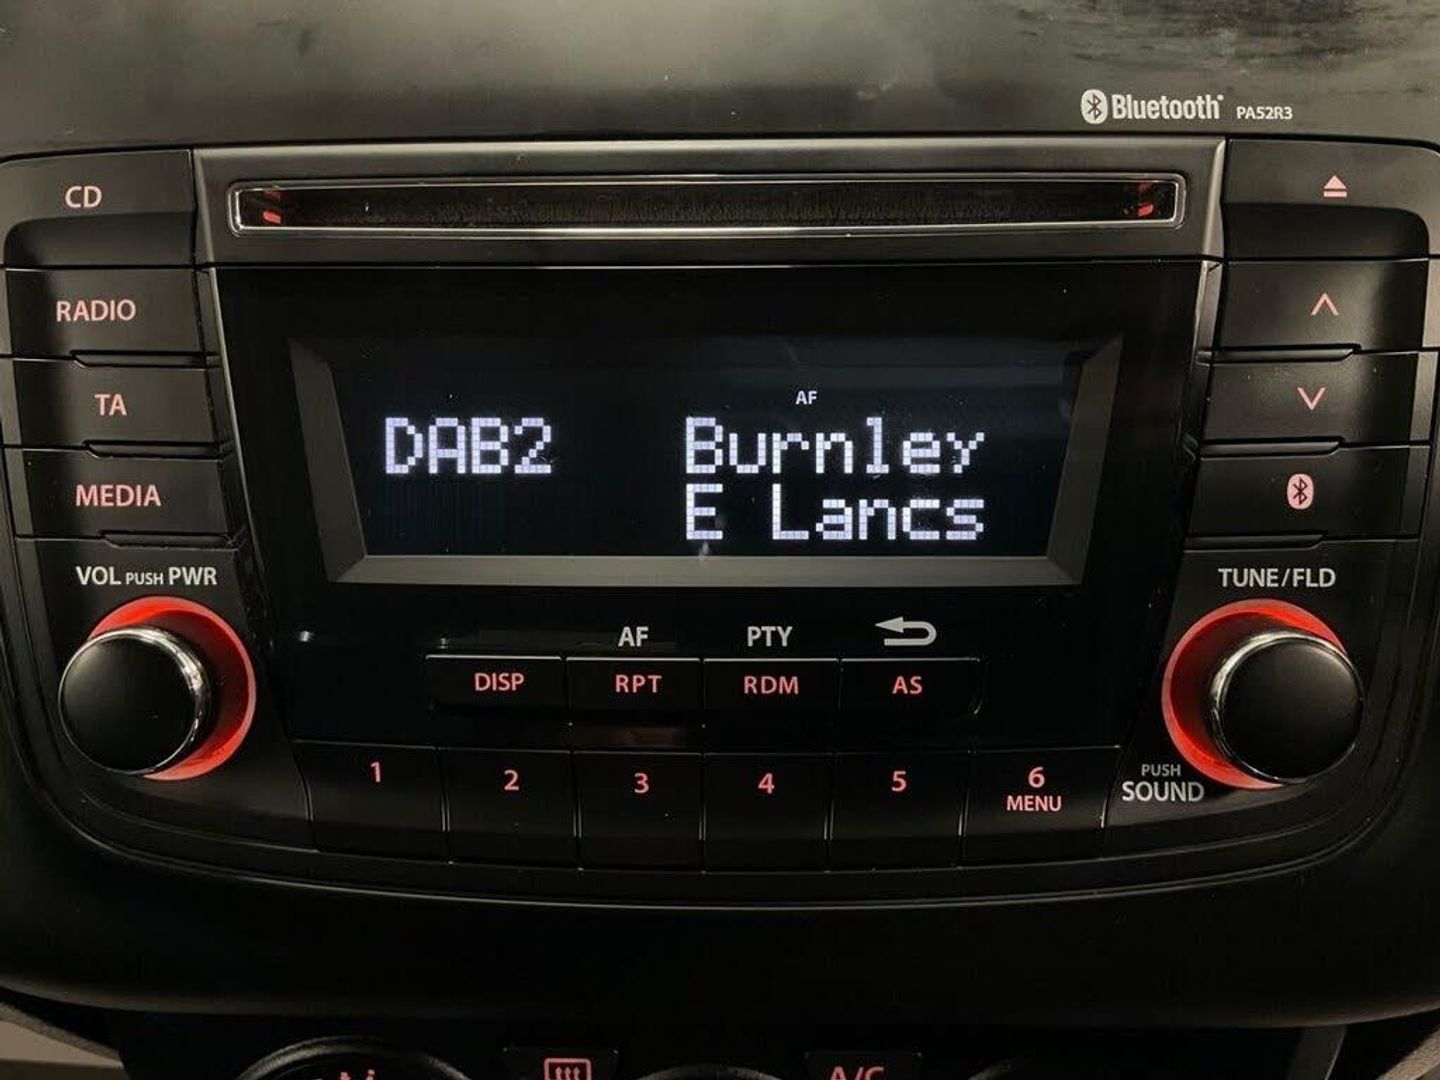 Bluetooth PA52R3
CD
RADIO
TA
MEDIA
AF
DAB2 Burnley
E Lancs
VOL PUSH PWR
TUNE/FLD
AF PTY
DISP RPT RDM AS
1 2 3 4 5 6
MENU
PUSH
SOUND
A/C